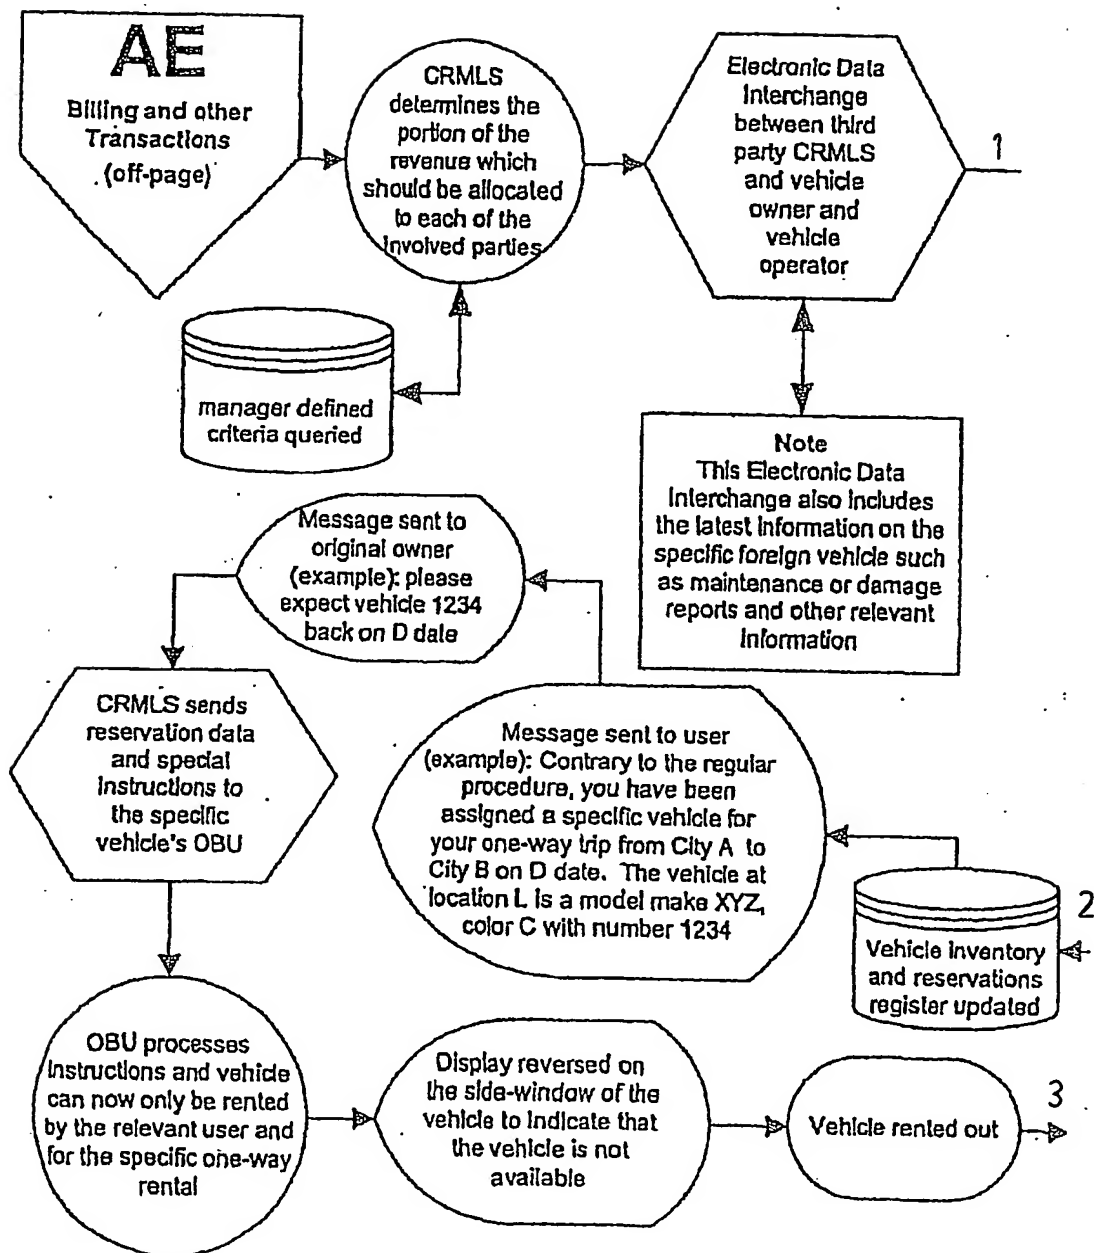 AE
Billing and other
Transactions
(off-page)
CRMLS
determines the
portion of the
revenue which
should be allocated
to each of the
involved parties
Electronic Data
Interchange
between third
party CRMLS
and vehicle
owner and
vehicle
operator
1
manager defined
criteria queried
Note
This Electronic Data
Interchange also includes
the latest information on the
specific foreign vehicle such
as maintenance or damage
reports and other relevant
information
Message sent to
original owner
(example): please
expect vehicle 1234
back on D date
CRMLS sends
reservation data
and special
instructions to
the specific
vehicle's OBU
Message sent to user
(example): Contrary to the regular
procedure, you have been
assigned a specific vehicle for
your one-way trip from City A to
City B on D date. The vehicle at
location L is a model make XYZ,
color C with number 1234
2
Vehicle inventory
and reservations
register updated
OBU processes
instructions and vehicle
can now only be rented
by the relevant user and
for the specific one-way
rental
Display reversed on
the side-window of the
vehicle to indicate that
the vehicle is not
available
Vehicle rented out
3